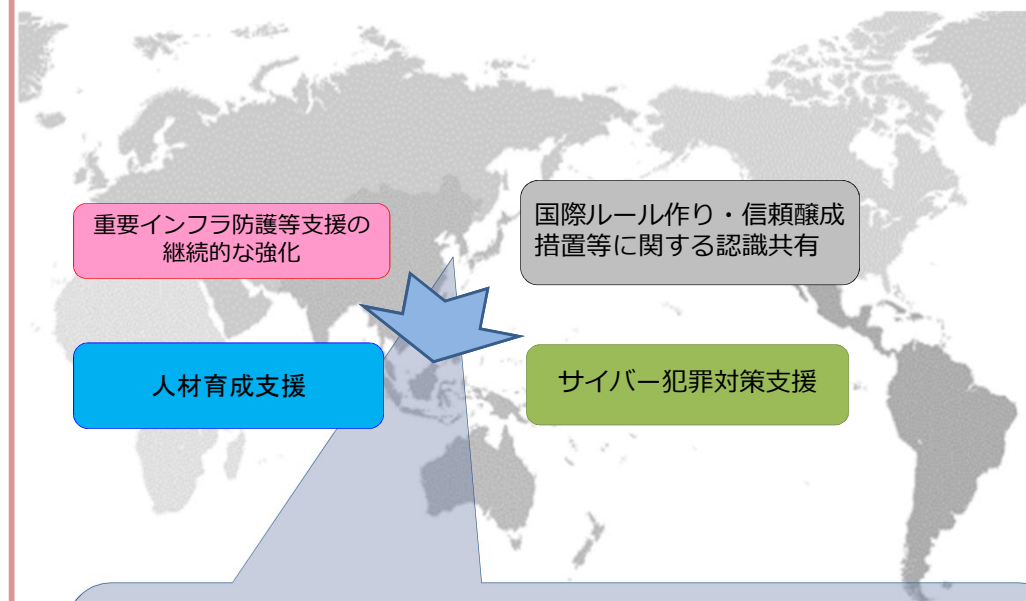 重要インフラ防護等支援の
継続的な強化
国際ルール作り・信頼醸成
措置等に関する認識共有
人材育成支援
サイバー犯罪対策支援